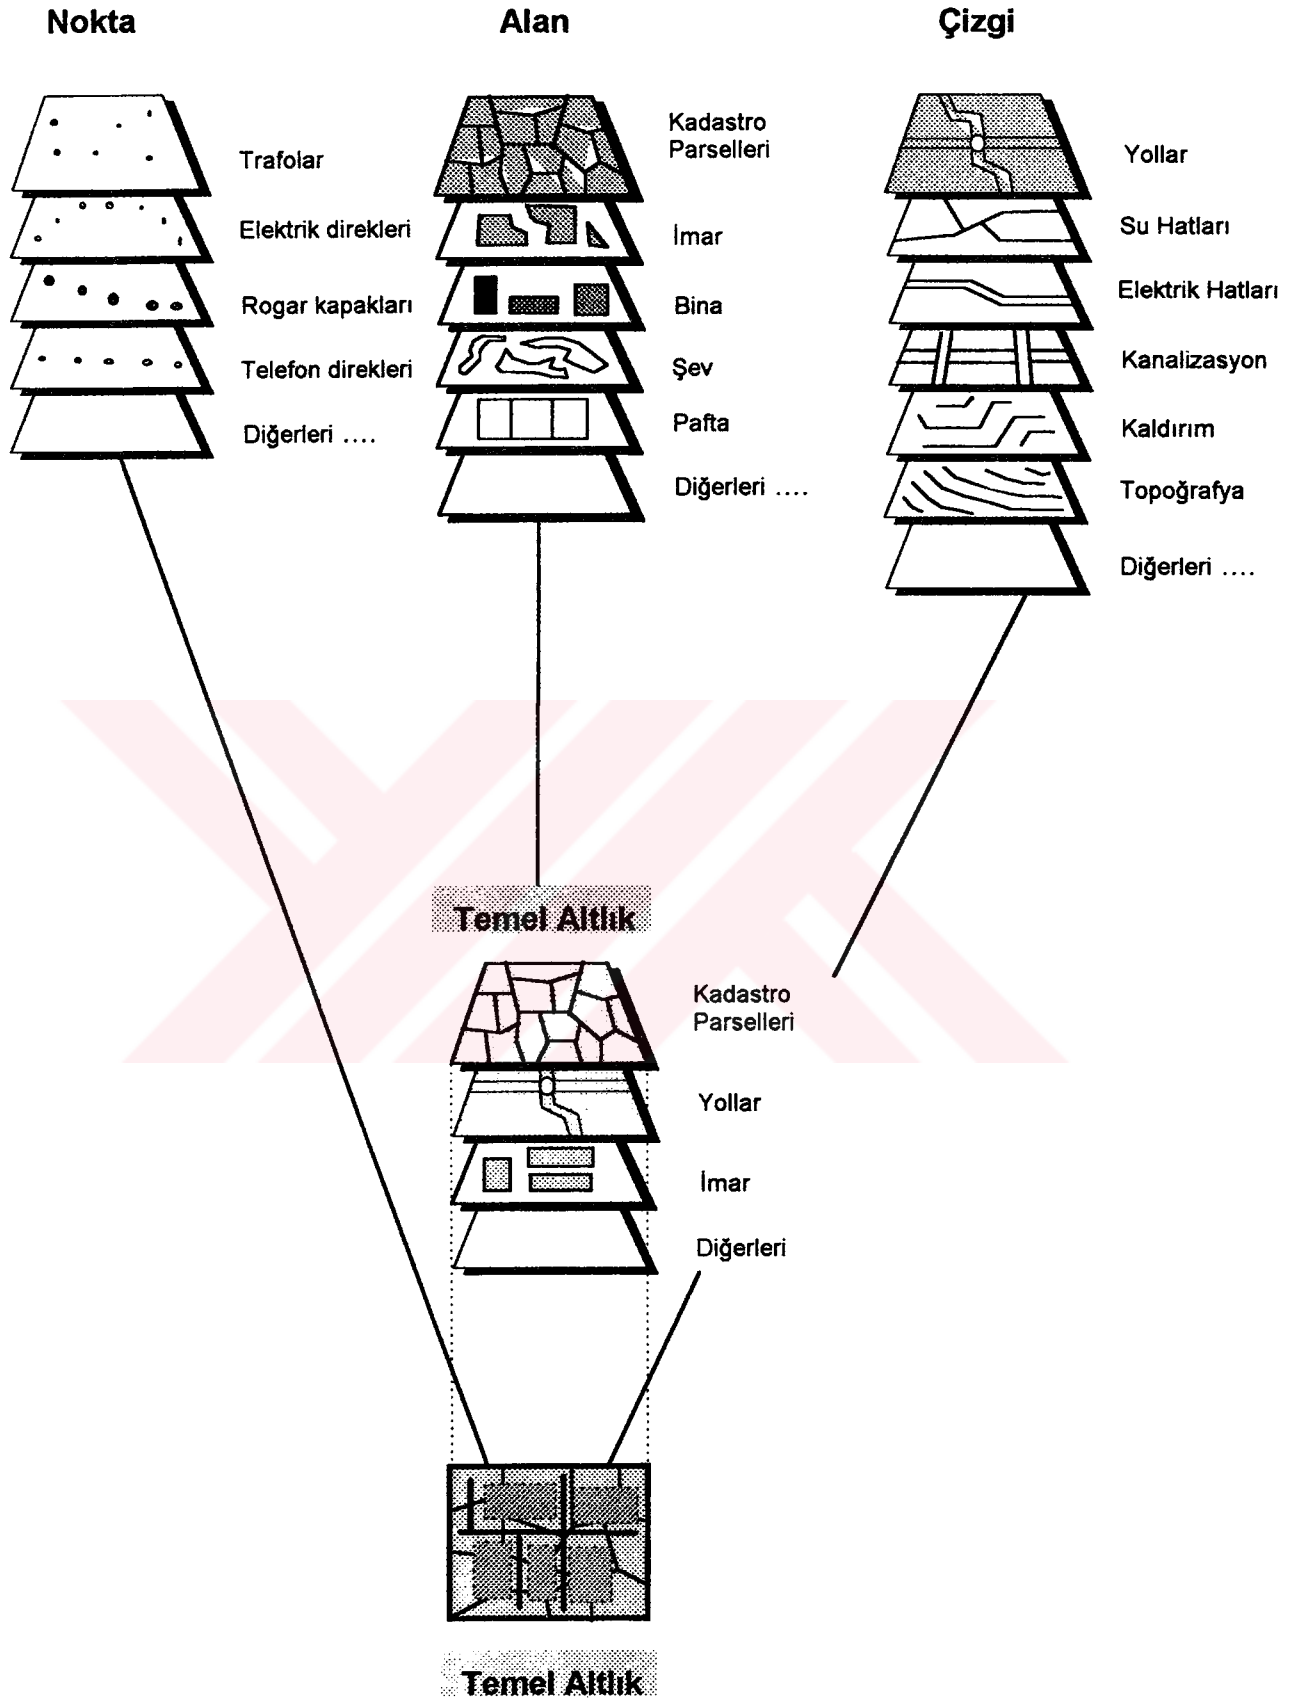 Nokta
Alan
Çizgi
Trafolar
Elektrik direkleri
Rogar kapakları
Telefon direkleri
Diğerleri ....
Kadastro
Parselleri
İmar
Bina
Şev
Pafta
Diğerleri ....
Yollar
Su Hatları
Elektrik Hatları
Kanalizasyon
Kaldırım
Topoğrafya
Diğerleri ....
Temel Altlık
Kadastro
Parselleri
Yollar
İmar
Diğerleri
Temel Altlık